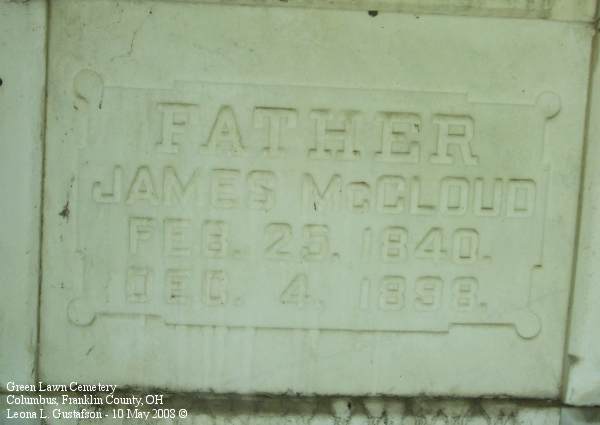 FATHER
JAMES McCLOUD
FEB. 25. 1840.
DEC. 4. 1898.
Green Lawn Cemetery
Columbus, Franklin County, OH
Leona L. Gustafson - 10 May 2003 ©